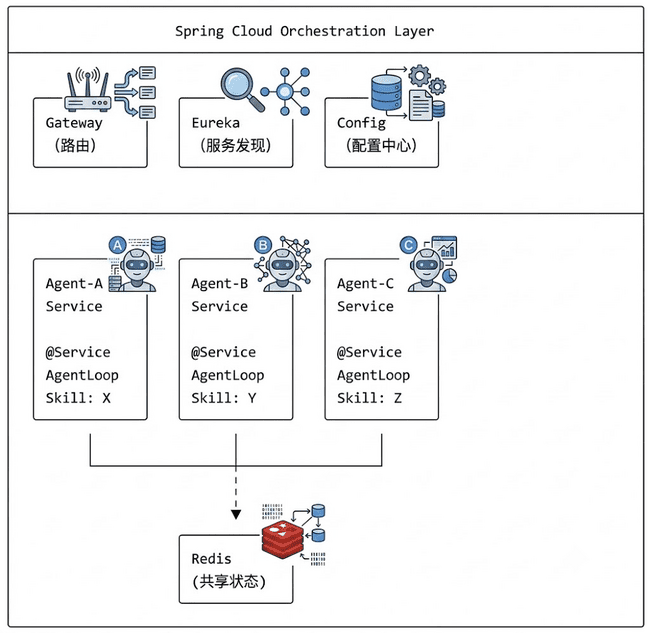 Spring Cloud Orchestration Layer
Gateway
(路由)
Eureka
(服务发现)
Config
(配置中心)
A
Agent-A
Service
@Service
AgentLoop
Skill: X
B
Agent-B
Service
@Service
AgentLoop
Skill: Y
C
Agent-C
Service
@Service
AgentLoop
Skill: Z
Redis
(共享状态)